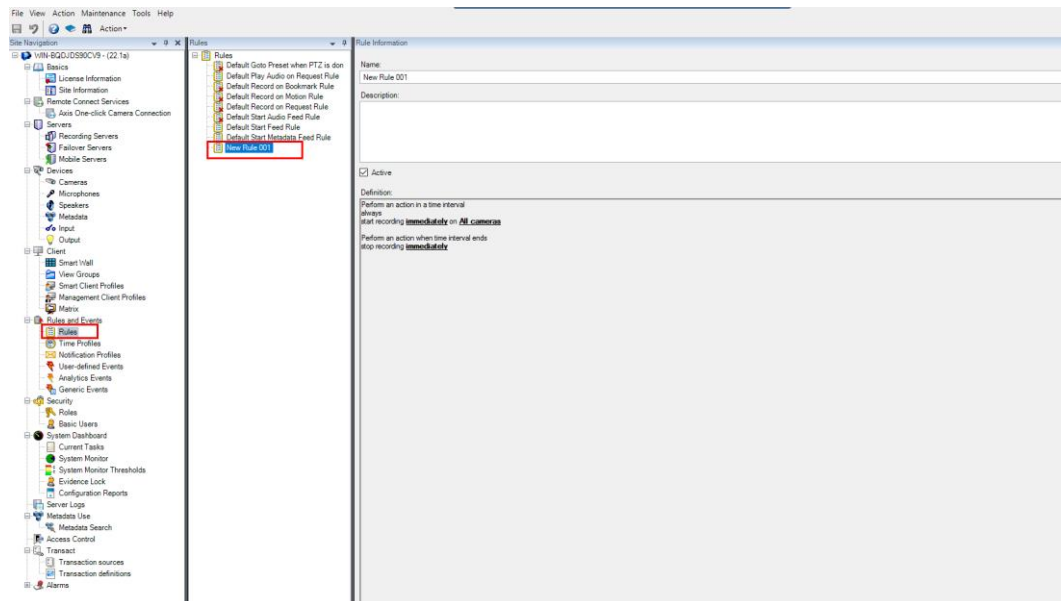 File View Action Maintenance Tools Help
Action
Site Navigation
WIN-BQDJDS90CV9 - (22.1a)
Basics
License Information
Site Information
Remote Connect Services
Axis One-click Camera Connection
Servers
Recording Servers
Failover Servers
Mobile Servers
Devices
Cameras
Microphones
Speakers
Metadata
Input
Output
Client
Smart Wall
View Groups
Smart Client Profiles
Management Client Profiles
Matrix
Rules and Events
Rules
Time Profiles
Notification Profiles
User-defined Events
Analytics Events
Generic Events
Security
Roles
Basic Users
System Dashboard
Current Tasks
System Monitor
System Monitor Thresholds
Evidence Lock
Configuration Reports
Server Logs
Metadata Use
Metadata Search
Access Control
Transact
Transaction sources
Transaction definitions
Alarms
Rules
Rules
Default Goto Preset when PTZ is don
Default Play Audio on Request Rule
Default Record on Bookmark Rule
Default Record on Motion Rule
Default Record on Request Rule
Default Start Audio Feed Rule
Default Start Feed Rule
Default Start Metadata Feed Rule
New Rule 001
Rule Information
Name:
New Rule 001
Description:
Active
Definition:
Perform an action in a time interval
always
start recording immediately on All cameras
Perform an action when time interval ends
stop recording immediately